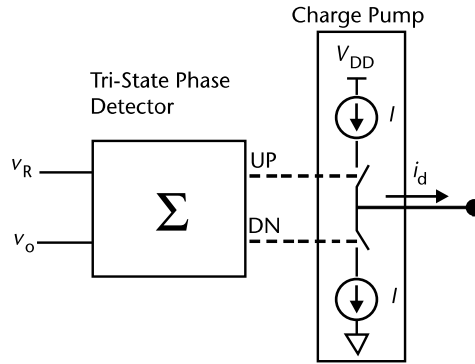 Charge Pump
V_DD
Tri-State Phase
Detector
I
v_R
UP
i_d
Σ
v_o
DN
I